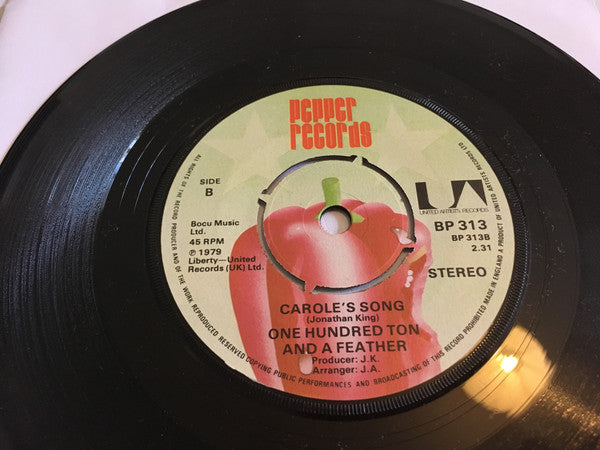 pepper
records
SIDE
B
Bocu Music
Ltd.
45 RPM
℗ 1979
Liberty—United
Records (UK) Ltd.
UA
UNITED ARTISTS RECORDS
BP 313
BP 313B
2.31
STEREO
CAROLE'S SONG
(Jonathan King)
ONE HUNDRED TON
AND A FEATHER
Producer: J.K.
Arranger: J.A.
ALL RIGHTS OF THE RECORD PRODUCER AND OF THE OWNER OF THE WORK REPRODUCED RESERVED COPYING PUBLIC PERFORMANCES AND BROADCASTING OF THIS RECORD PROHIBITED MADE IN ENGLAND A PRODUCT OF UNITED ARTISTS RECORDS LTD